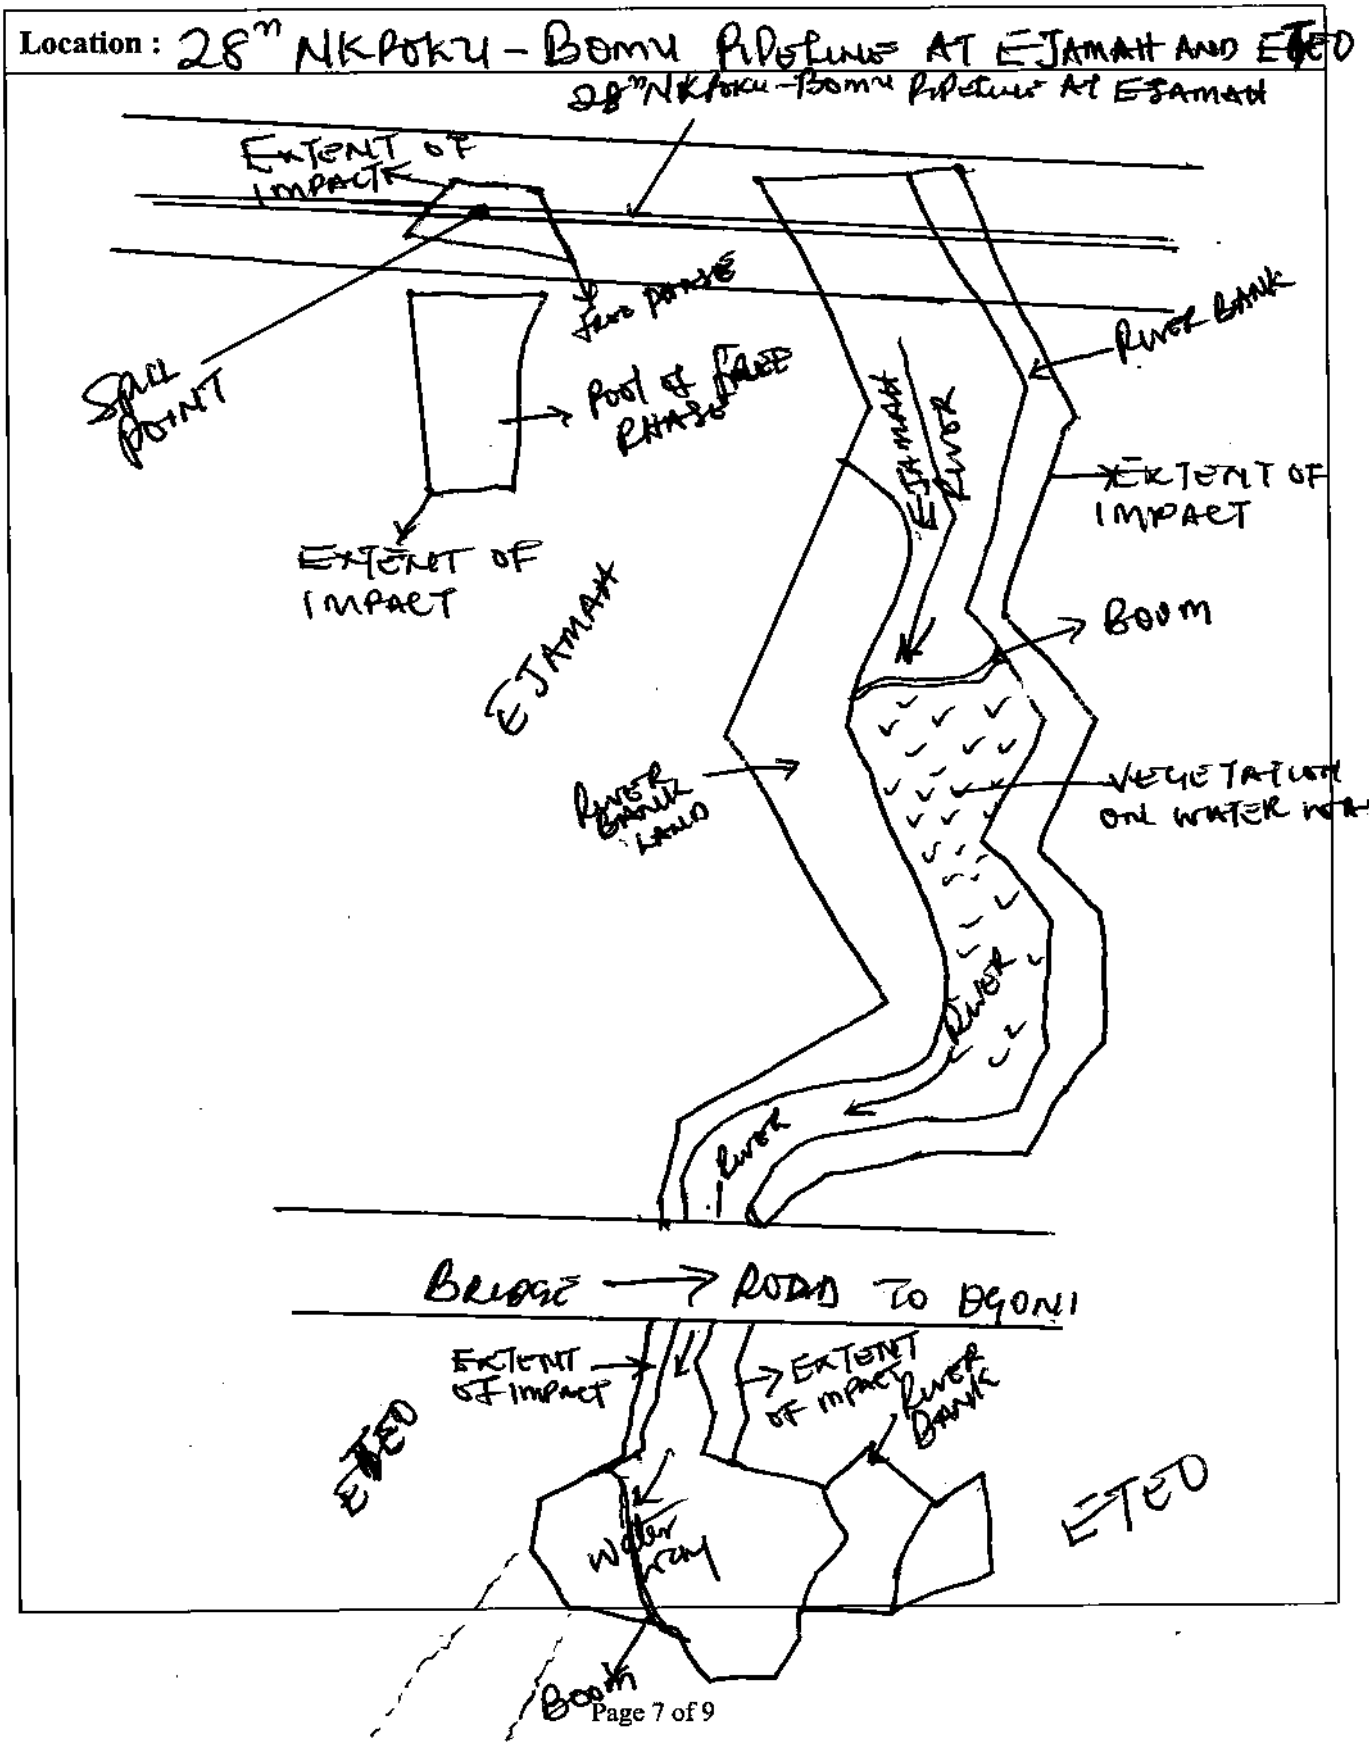 Location : 28" NKPOKU - BOMU PIPELINE AT EJAMAH AND ETEO
28" NKPOKU - BOMU PIPELINE AT EJAMAH
EXTENT OF
IMPACT
FREE PHASE
RIVER BANK
SPILL
POINT
POOL OF FREE
PHASE
EJAMAH
RIVER
EXTENT OF
IMPACT
EXTENT OF
IMPACT
EJAMAH
BOOM
RIVER
BANK
LAND
VEGETATION
ON WATER WA
RIVER
RIVER
BRIDGE → ROAD TO OGONI
EXTENT
OF IMPACT
EXTENT
OF IMPACT
RIVER
BANK
ETEO
ETEO
Water
way
Boom
Page 7 of 9